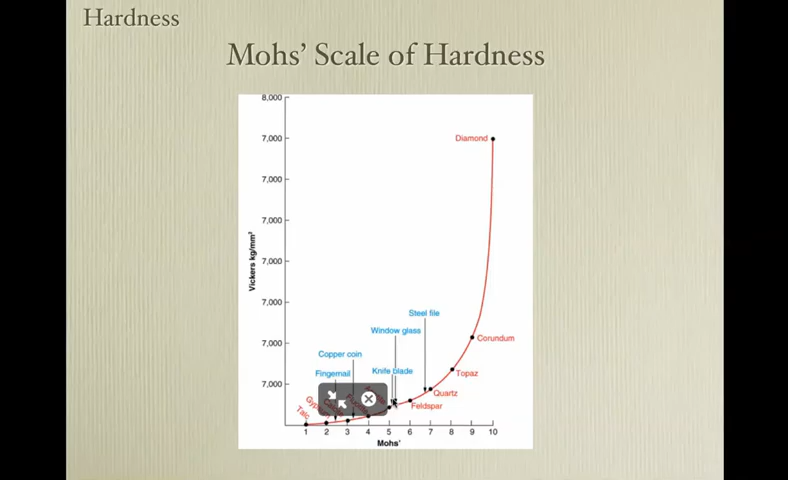 Hardness
Mohs' Scale of Hardness
8,000
Diamond
7,000
7,000
7,000
7,000
Vickers kg/mm²
7,000
Steel file
Window glass
7,000
Corundum
Copper coin
Knife blade
Fingernail
Topaz
7,000
Quartz
Feldspar
Talc
1 2 3 4 5 6 7 8 9 10
Mohs'